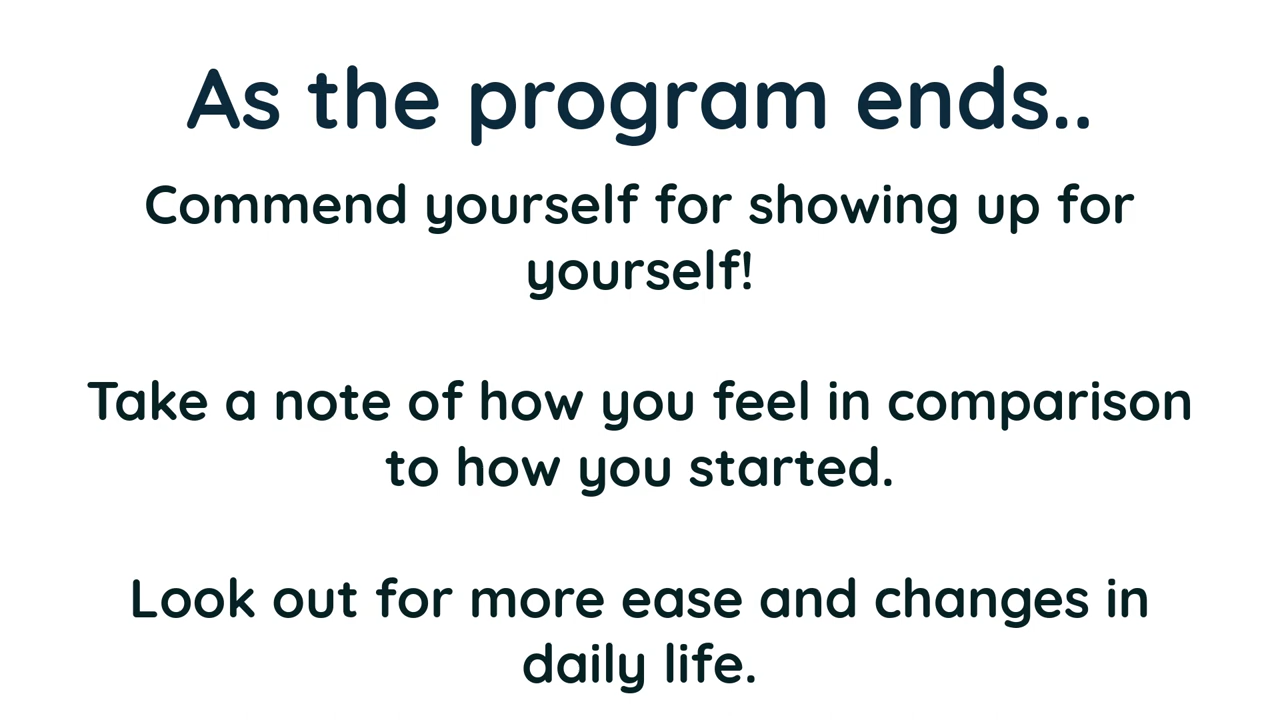 As the program ends..
Commend yourself for showing up for
yourself!
Take a note of how you feel in comparison
to how you started.
Look out for more ease and changes in
daily life.